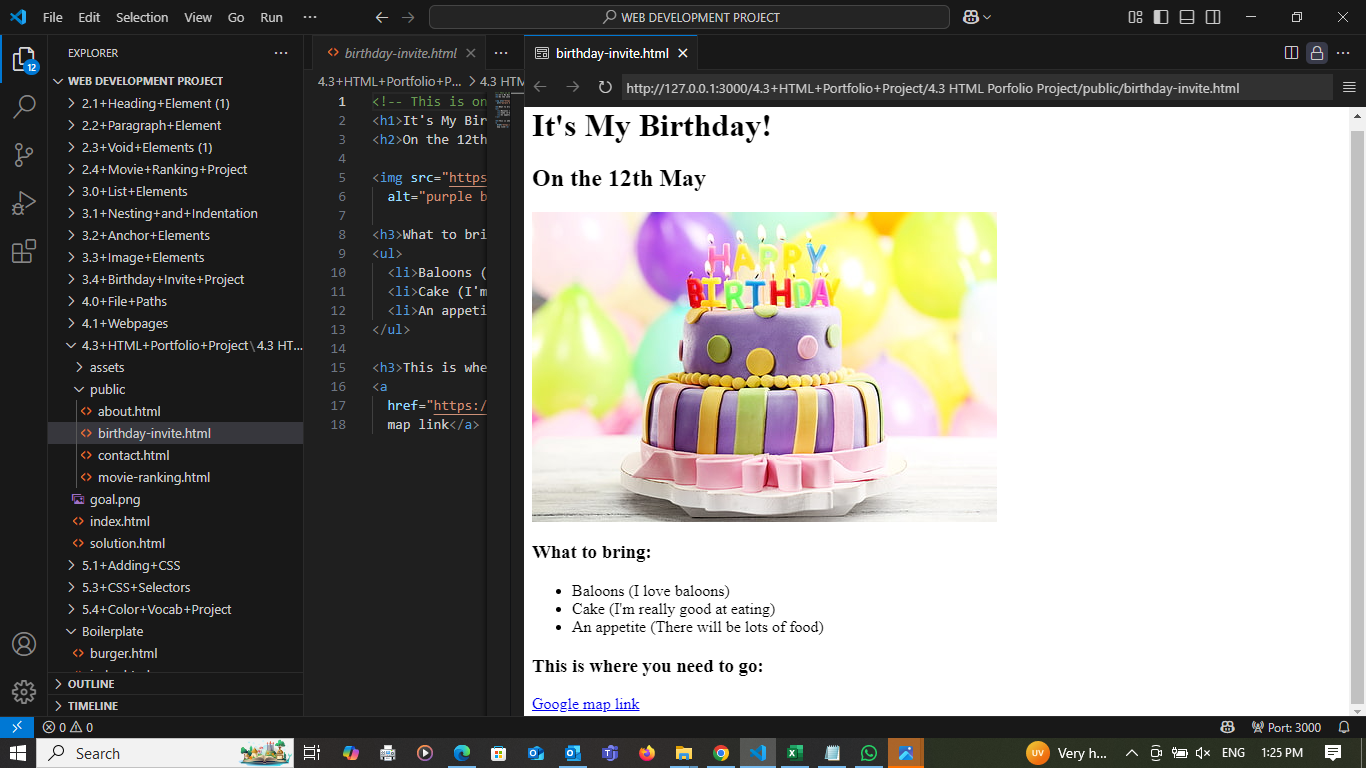 File Edit Selection View Go Run ···
WEB DEVELOPMENT PROJECT
EXPLORER ···
12
WEB DEVELOPMENT PROJECT
2.1+Heading+Element (1)
2.2+Paragraph+Element
2.3+Void+Elements (1)
2.4+Movie+Ranking+Project
3.0+List+Elements
3.1+Nesting+and+Indentation
3.2+Anchor+Elements
3.3+Image+Elements
3.4+Birthday+Invite+Project
4.0+File+Paths
4.1+Webpages
4.3+HTML+Portfolio+Project\4.3 HT...
assets
public
about.html
birthday-invite.html
contact.html
movie-ranking.html
goal.png
index.html
solution.html
5.1+Adding+CSS
5.3+CSS+Selectors
5.4+Color+Vocab+Project
Boilerplate
burger.html
OUTLINE
TIMELINE
birthday-invite.html
4.3+HTML+Portfolio+P... > 4.3 HTM
1 <!-- This is on
2 <h1>It's My Bir
3 <h2>On the 12th
4
5 <img src="https
6 alt="purple b
7
8 <h3>What to bri
9 <ul>
10 <li>Baloons (
11 <li>Cake (I'm
12 <li>An appeti
13 </ul>
14
15 <h3>This is whe
16 <a
17 href="https:/
18 map link</a>
birthday-invite.html
http://127.0.0.1:3000/4.3+HTML+Portfolio+Project/4.3 HTML Porfolio Project/public/birthday-invite.html
It's My Birthday!
On the 12th May
HAPPY
BIRTHDAY
What to bring:
• Baloons (I love baloons)
• Cake (I'm really good at eating)
• An appetite (There will be lots of food)
This is where you need to go:
Google map link
0 0
Port: 3000
Search
UV Very h...
ENG
1:25 PM